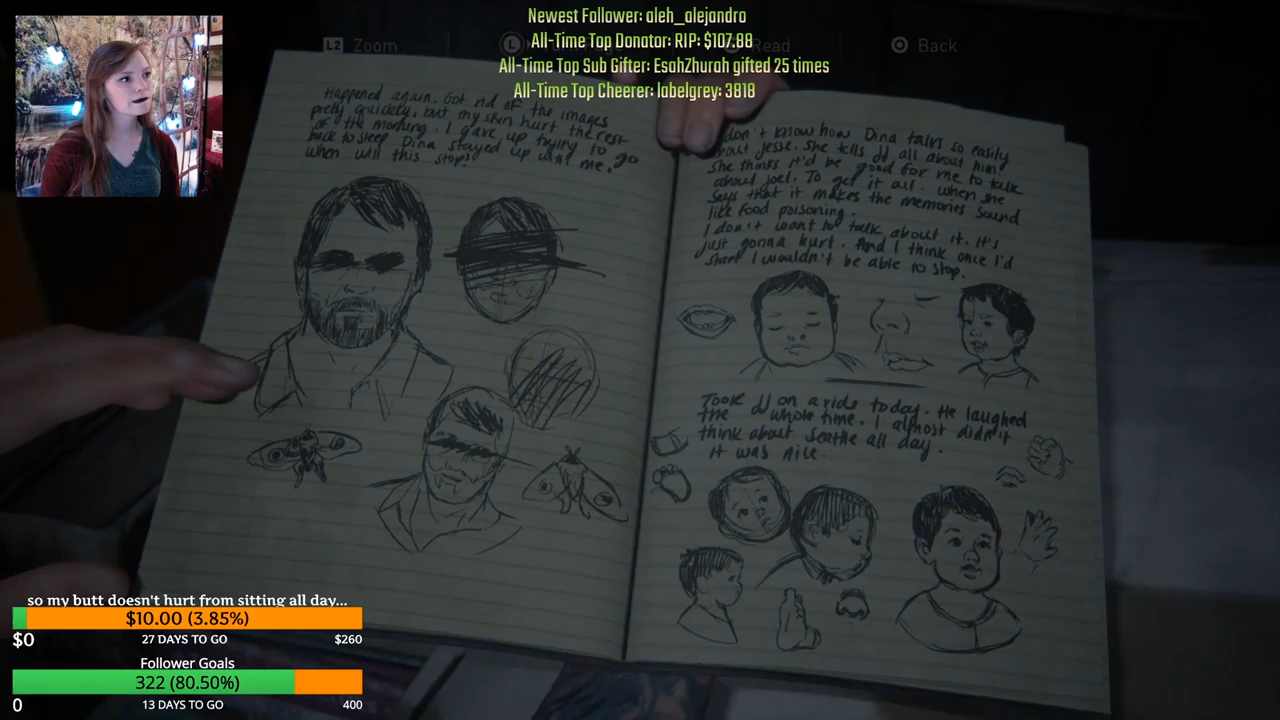 Newest Follower: aleh_alejandro
All-Time Top Donator: RIP: $107.88
All-Time Top Sub Gifter: EsahZhurah gifted 25 times
All-Time Top Cheerer: labelgrey: 3818
L2 Zoom
L
Read
Back
Happened again. Got rid of the images
pretty quickly, but my skin hurt the rest
of the morning. I gave up trying to go
back to sleep. Dina stayed up with me.
When will this stop?
don't know how Dina talks so easily
about Jesse. She tells JJ all about him.
She thinks it'd be good for me to talk
about Joel. To get it out. When she
says that it makes the memories sound
like food poisoning.
I don't want to talk about it. It's
just gonna hurt. And I think once I'd
start I wouldn't be able to stop.
Took JJ on a ride today. He laughed
the whole time. I almost didn't
think about Seattle all day.
It was nice.
so my butt doesn't hurt from sitting all day...
$10.00 (3.85%)
$0 27 DAYS TO GO $260
Follower Goals
322 (80.50%)
0 13 DAYS TO GO 400